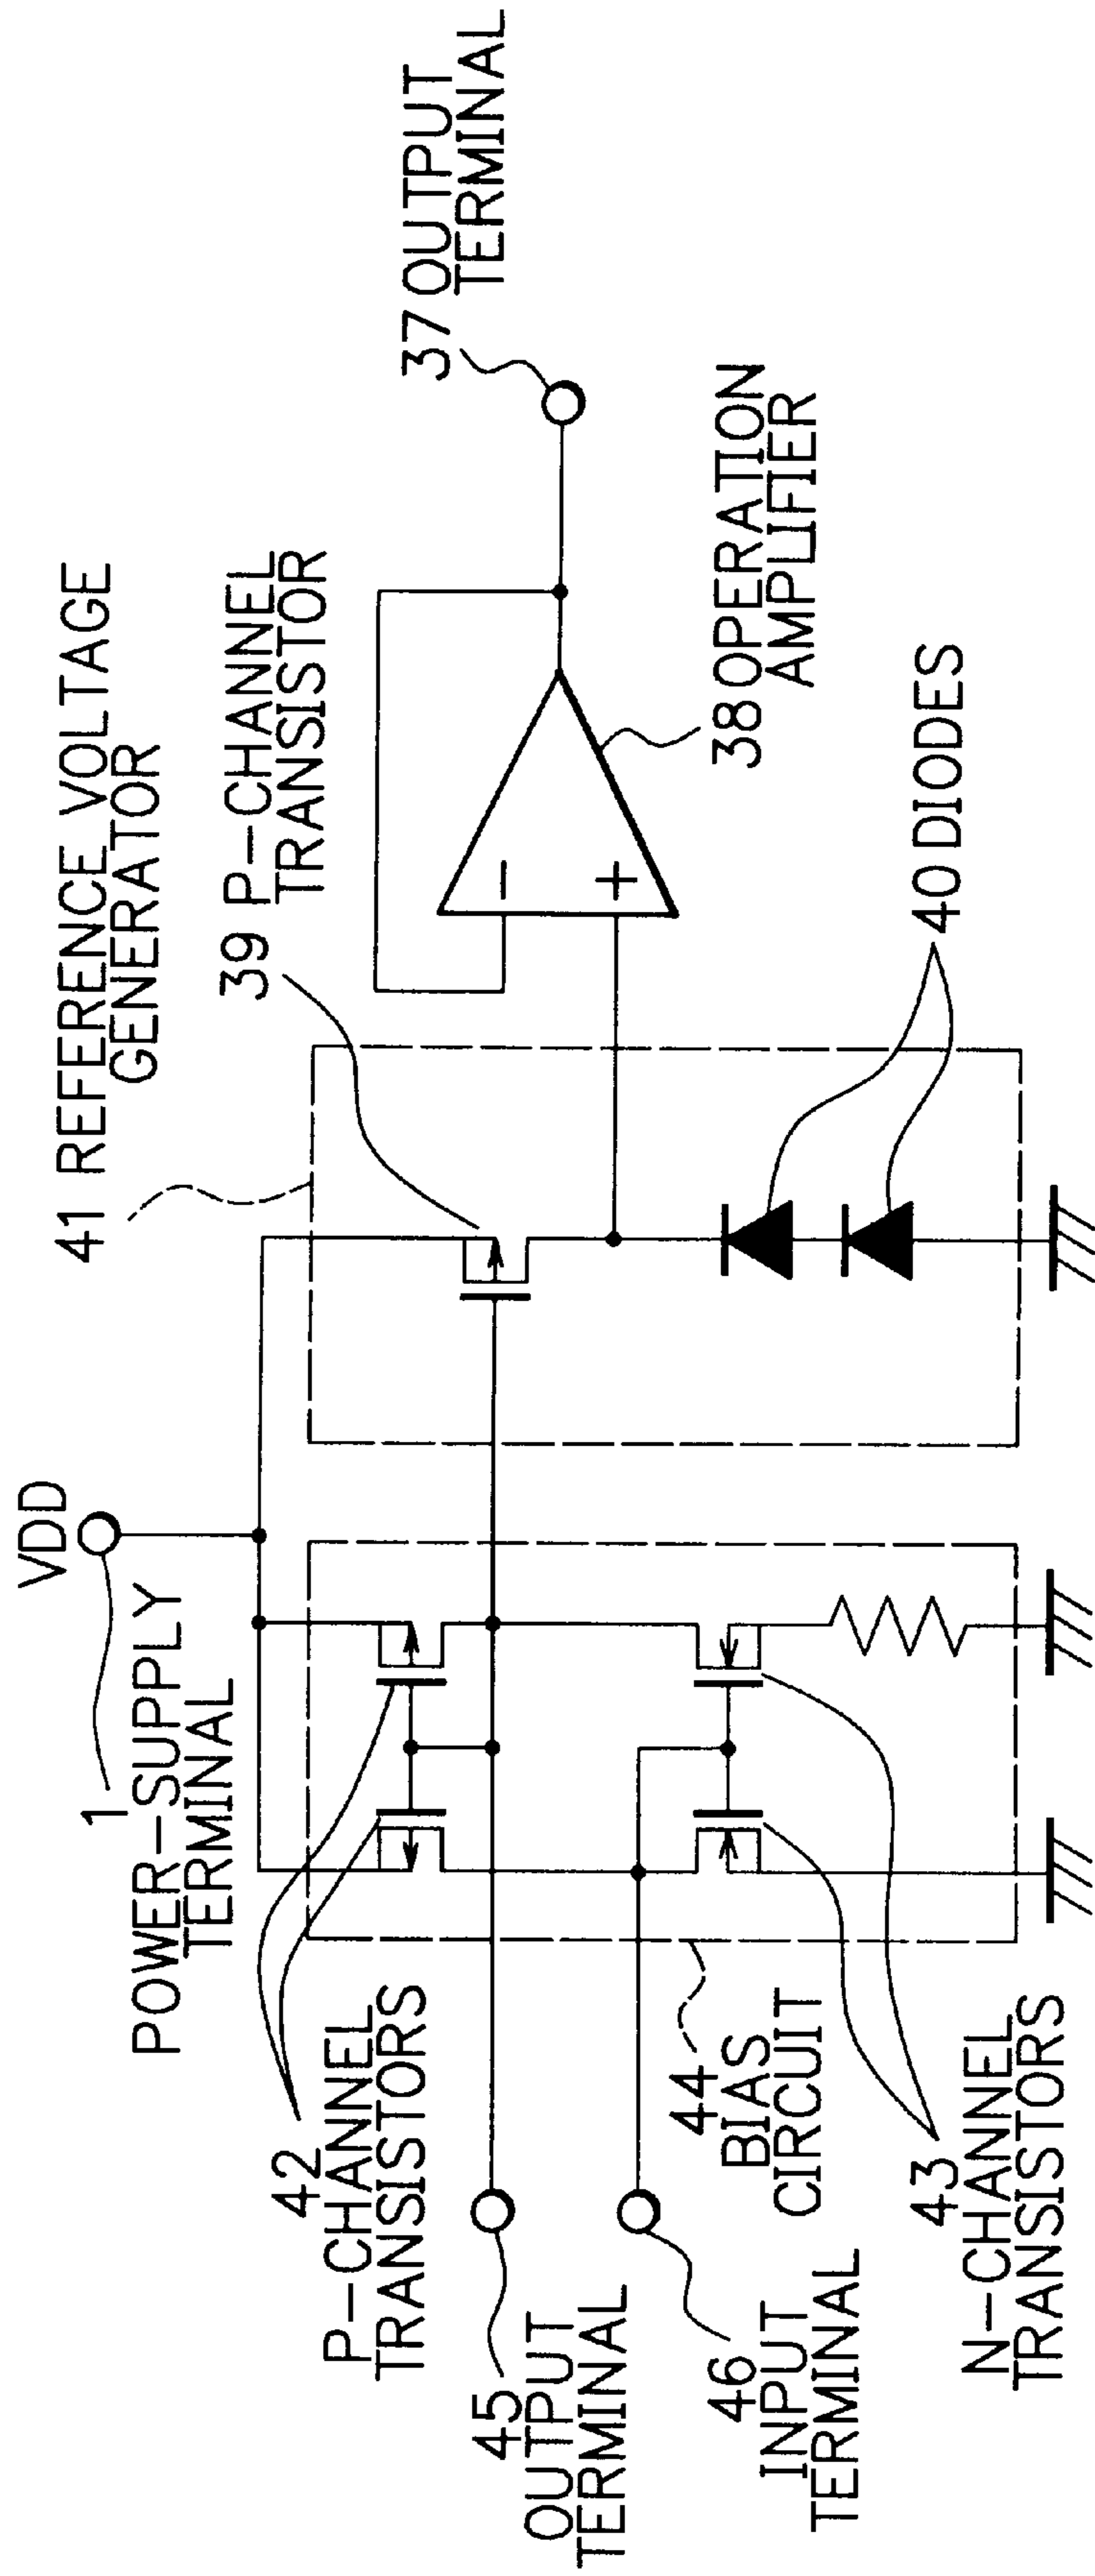 VDD
1
POWER-SUPPLY
TERMINAL
41 REFERENCE VOLTAGE
GENERATOR
39 P-CHANNEL
TRANSISTOR
37 OUTPUT
TERMINAL
38 OPERATION
AMPLIFIER
40 DIODES
42
P-CHANNEL
TRANSISTORS
45
OUTPUT
TERMINAL
46
INPUT
TERMINAL
44
BIAS
CIRCUIT
43
N-CHANNEL
TRANSISTORS
−
+